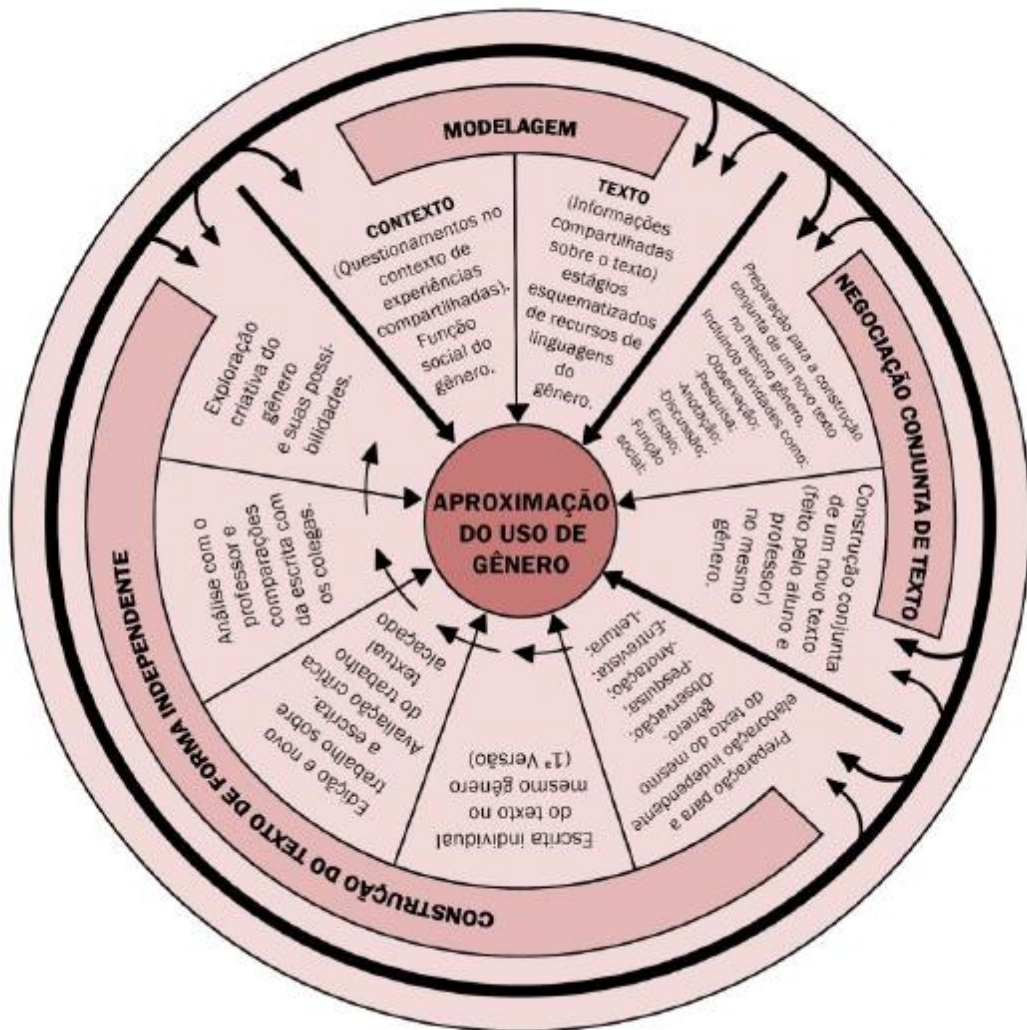 MODELAGEM
CONTEXTO
(Questionamentos no
contexto de
experiências
compartilhadas).
Função
social do
gênero.
TEXTO
(Informações
compartilhadas
sobre o texto)
estágios
esquematizados
de recursos de
linguagens
do
gênero.
NEGOCIAÇÃO CONJUNTA DE TEXTO
Preparação para a construção
conjunta de um novo texto
no mesmo gênero.
Incluindo atividades como;
-Observação;
-Pesquisa;
-Anotação;
-Discussão;
-Ensaio;
-Função
social;
Construção conjunta
de um novo texto
(feito pelo aluno e
professor)
no mesmo
gênero.
CONSTRUÇÃO DO TEXTO DE FORMA INDEPENDENTE
Preparação para a
elaboração independente
do texto do mesmo
gênero;
-Observação;
-Pesquisa;
-Anotação;
-Entrevista;
-Leitura;
Escrita individual
do texto no
mesmo gênero
(1ª Versão)
Edição e novo
trabalho sobre
a escrita.
Avaliação crítica
do trabalho
textual
alcaçado
Análise com o
professor e
comparações
da escrita com
os colegas.
Exploração
criativa do
gênero
e suas possi-
bilidades.
APROXIMAÇÃO
DO USO DE
GÊNERO